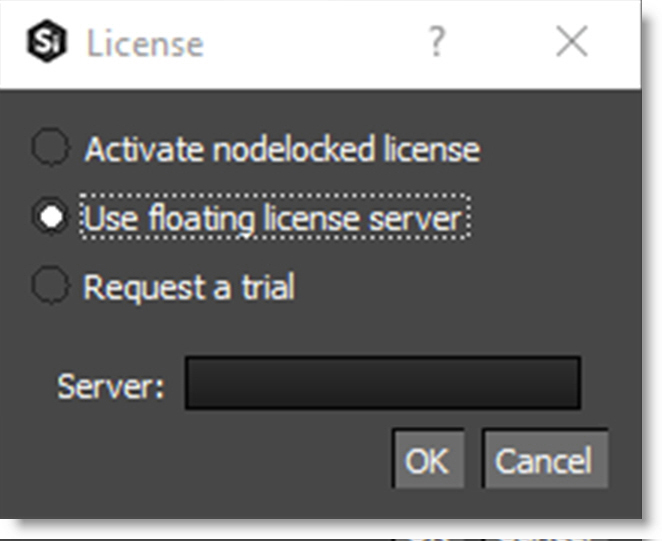 Si License ?
Activate nodelocked license
Use floating license server
Request a trial
Server:
OK Cancel